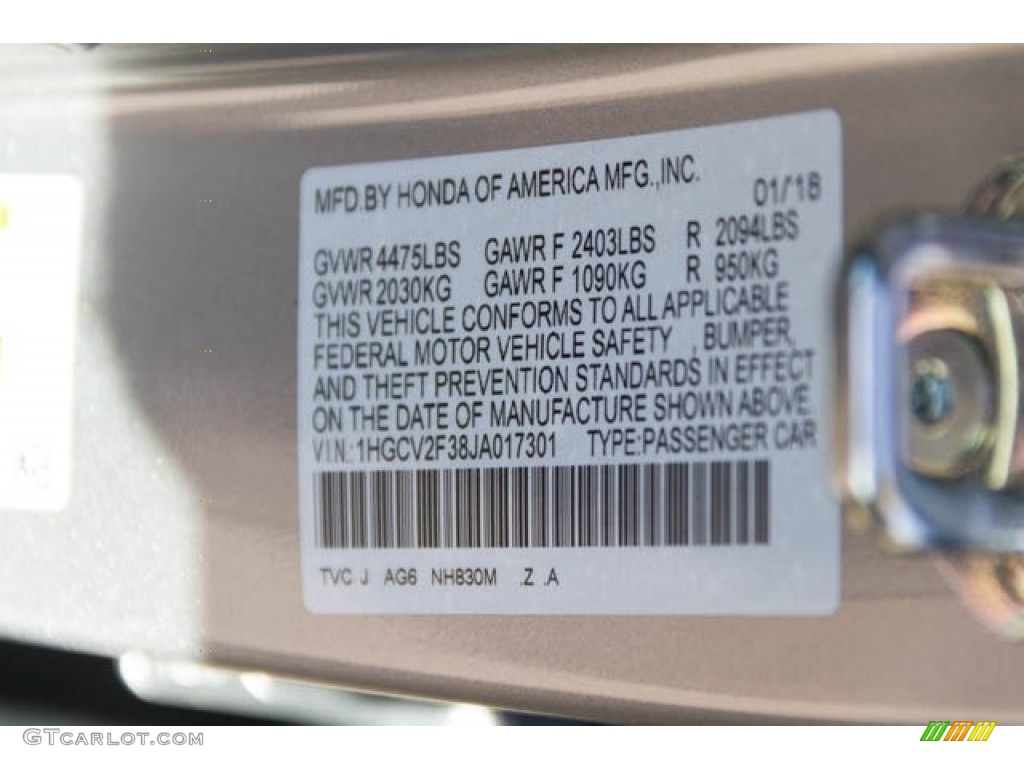 MFD.BY HONDA OF AMERICA MFG.,INC. 01/18
GVWR 4475LBS GAWR F 2403LBS R 2094LBS
GVWR 2030KG GAWR F 1090KG R 950KG
THIS VEHICLE CONFORMS TO ALL APPLICABLE
FEDERAL MOTOR VEHICLE SAFETY , BUMPER,
AND THEFT PREVENTION STANDARDS IN EFFECT
ON THE DATE OF MANUFACTURE SHOWN ABOVE.
VIN.: 1HGCV2F38JA017301 TYPE:PASSENGER CAR
TVC J AG6 NH830M .Z .A
GTCARLOT.COM